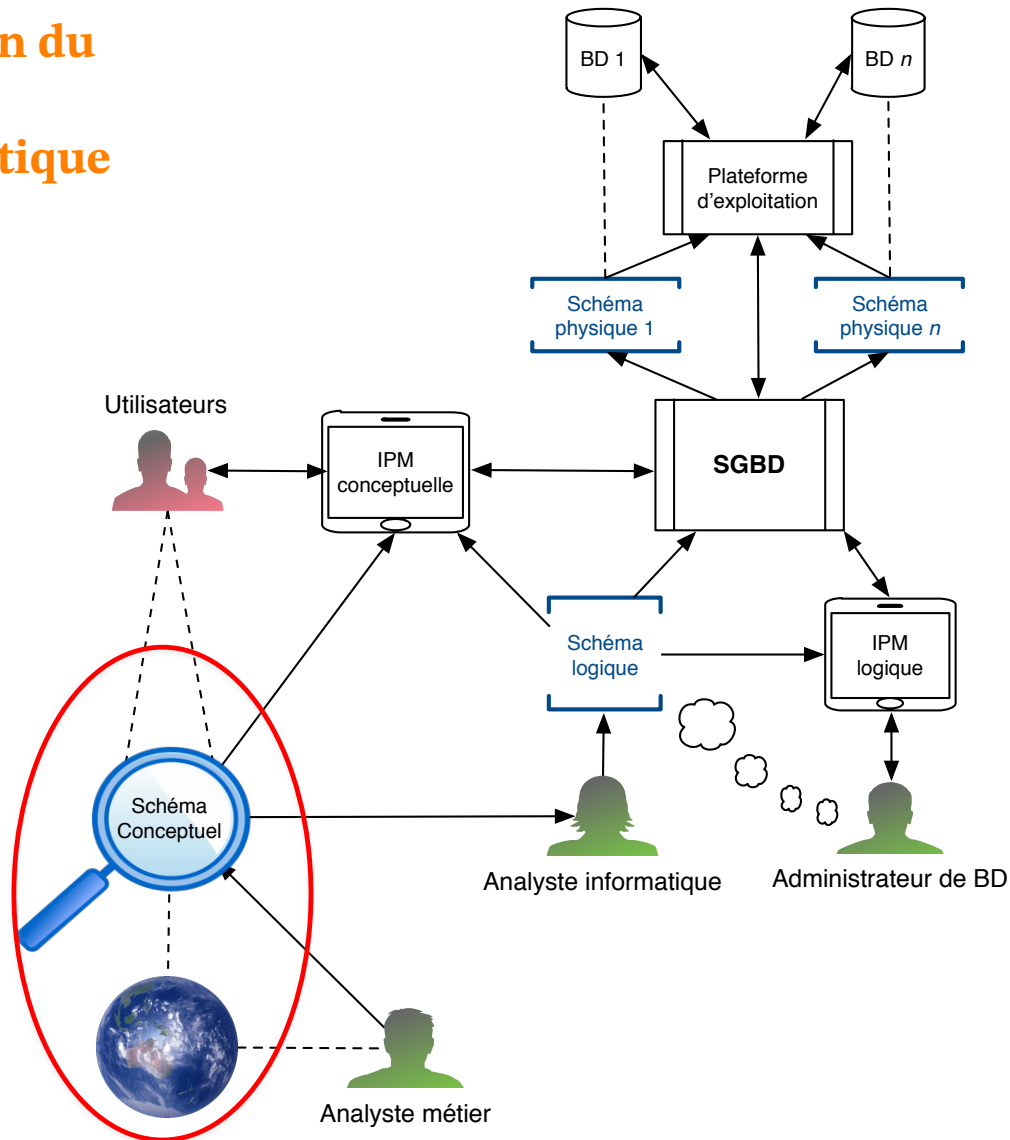 n du
tique
BD 1
BD n
Plateforme
d'exploitation
Schéma
physique 1
Schéma
physique n
Utilisateurs
IPM
conceptuelle
SGBD
Schéma
logique
IPM
logique
Schéma
Conceptuel
Analyste informatique
Administrateur de BD
Analyste métier